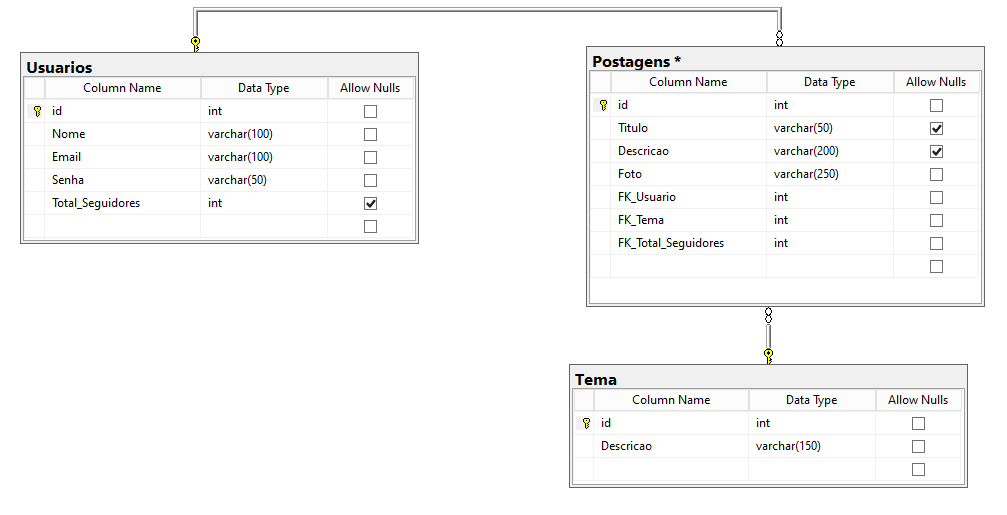 Usuarios
Column Name Data Type Allow Nulls
id int
Nome varchar(100)
Email varchar(100)
Senha varchar(50)
Total_Seguidores int
Postagens *
Column Name Data Type Allow Nulls
id int
Titulo varchar(50)
Descricao varchar(200)
Foto varchar(250)
FK_Usuario int
FK_Tema int
FK_Total_Seguidores int
Tema
Column Name Data Type Allow Nulls
id int
Descricao varchar(150)